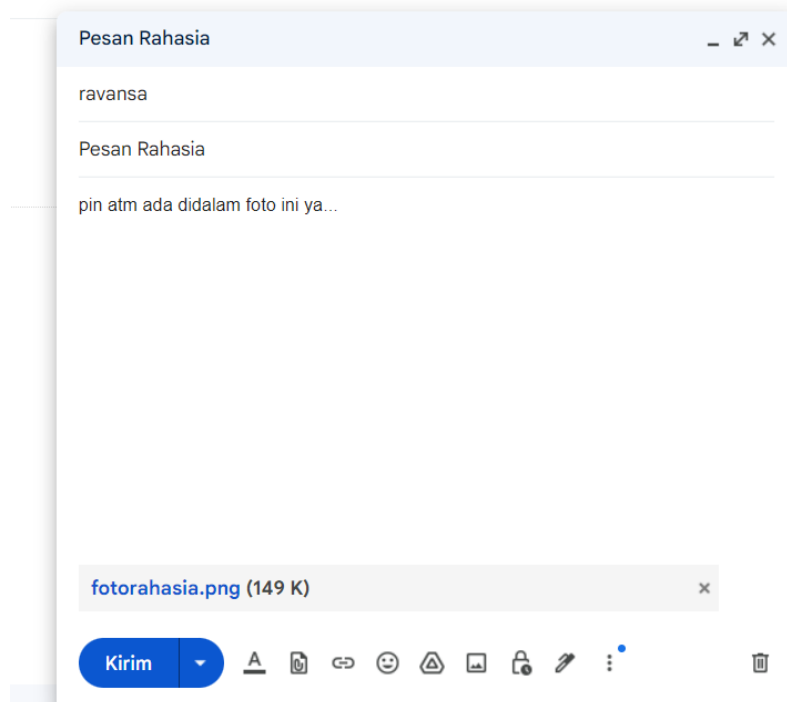 Pesan Rahasia
ravansa
Pesan Rahasia
pin atm ada didalam foto ini ya...
fotorahasia.png (149 K)
Kirim